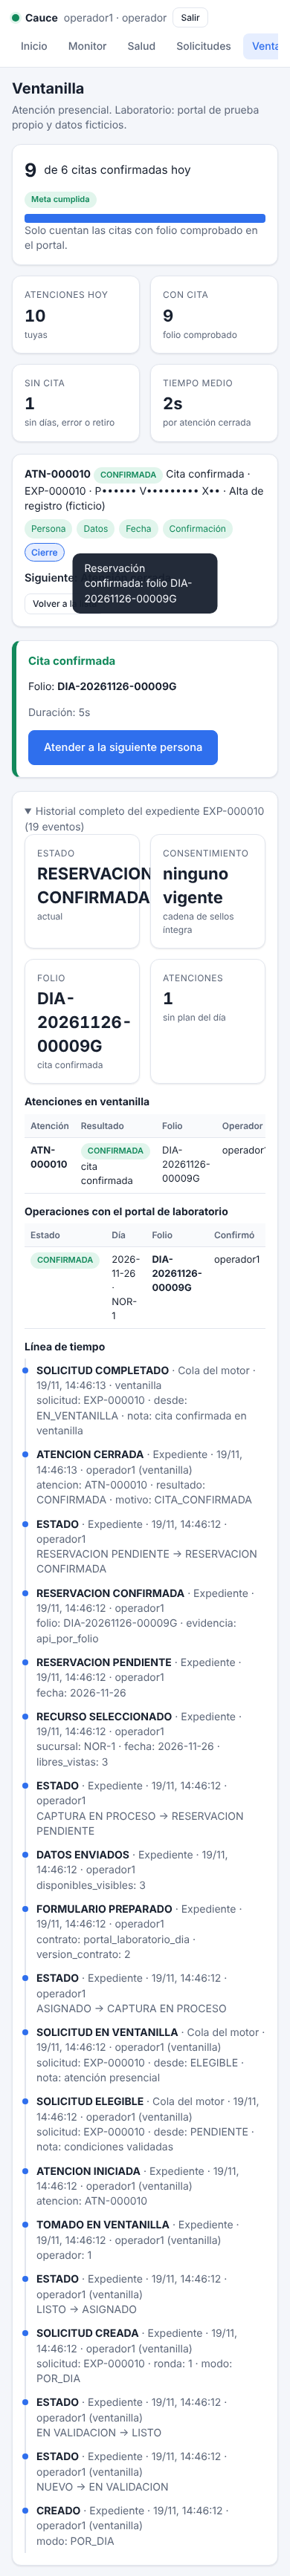 Cauce operador1 · operador Salir
Inicio Monitor Salud Solicitudes Venta
Ventanilla
Atención presencial. Laboratorio: portal de prueba
propio y datos ficticios.
9 de 6 citas confirmadas hoy
Meta cumplida
Solo cuentan las citas con folio comprobado en
el portal.
ATENCIONES HOY
10
tuyas
CON CITA
9
folio comprobado
SIN CITA
1
sin días, error o retiro
TIEMPO MEDIO
2s
por atención cerrada
ATN-000010 CONFIRMADA Cita confirmada ·
EXP-000010 · P•••••• V••••••••• X•• · Alta de
registro (ficticio)
Persona Datos Fecha Confirmación
Cierre
Siguiente
Volver a l
Reservación
confirmada: folio DIA-
20261126-00009G
Cita confirmada
Folio: DIA-20261126-00009G
Duración: 5s
Atender a la siguiente persona
▼ Historial completo del expediente EXP-000010
(19 eventos)
ESTADO
RESERVACION
CONFIRMADA
actual
CONSENTIMIENTO
ninguno
vigente
cadena de sellos
íntegra
FOLIO
DIA-
20261126-
00009G
cita confirmada
ATENCIONES
1
sin plan del día
Atenciones en ventanilla
Atención Resultado Folio Operador
ATN-
000010
CONFIRMADA
cita
confirmada
DIA-
20261126-
00009G
operador1
Operaciones con el portal de laboratorio
Estado Día Folio Confirmó
CONFIRMADA
2026-
11-26
·
NOR-
1
DIA-
20261126-
00009G
operador1
Línea de tiempo
SOLICITUD COMPLETADO · Cola del motor ·
19/11, 14:46:13 · ventanilla
solicitud: EXP-000010 · desde:
EN_VENTANILLA · nota: cita confirmada en
ventanilla
ATENCION CERRADA · Expediente · 19/11,
14:46:13 · operador1 (ventanilla)
atencion: ATN-000010 · resultado:
CONFIRMADA · motivo: CITA_CONFIRMADA
ESTADO · Expediente · 19/11, 14:46:12 ·
operador1
RESERVACION PENDIENTE → RESERVACION
CONFIRMADA
RESERVACION CONFIRMADA · Expediente ·
19/11, 14:46:12 · operador1
folio: DIA-20261126-00009G · evidencia:
api_por_folio
RESERVACION PENDIENTE · Expediente ·
19/11, 14:46:12 · operador1
fecha: 2026-11-26
RECURSO SELECCIONADO · Expediente ·
19/11, 14:46:12 · operador1
sucursal: NOR-1 · fecha: 2026-11-26 ·
libres_vistas: 3
ESTADO · Expediente · 19/11, 14:46:12 ·
operador1
CAPTURA EN PROCESO → RESERVACION
PENDIENTE
DATOS ENVIADOS · Expediente · 19/11,
14:46:12 · operador1
disponibles_visibles: 3
FORMULARIO PREPARADO · Expediente ·
19/11, 14:46:12 · operador1
contrato: portal_laboratorio_dia ·
version_contrato: 2
ESTADO · Expediente · 19/11, 14:46:12 ·
operador1
ASIGNADO → CAPTURA EN PROCESO
SOLICITUD EN VENTANILLA · Cola del motor ·
19/11, 14:46:12 · operador1 (ventanilla)
solicitud: EXP-000010 · desde: ELEGIBLE ·
nota: atención presencial
SOLICITUD ELEGIBLE · Cola del motor · 19/11,
14:46:12 · operador1 (ventanilla)
solicitud: EXP-000010 · desde: PENDIENTE ·
nota: condiciones validadas
ATENCION INICIADA · Expediente · 19/11,
14:46:12 · operador1 (ventanilla)
atencion: ATN-000010
TOMADO EN VENTANILLA · Expediente ·
19/11, 14:46:12 · operador1 (ventanilla)
operador: 1
ESTADO · Expediente · 19/11, 14:46:12 ·
operador1 (ventanilla)
LISTO → ASIGNADO
SOLICITUD CREADA · Expediente · 19/11,
14:46:12 · operador1 (ventanilla)
solicitud: EXP-000010 · ronda: 1 · modo:
POR_DIA
ESTADO · Expediente · 19/11, 14:46:12 ·
operador1 (ventanilla)
EN VALIDACION → LISTO
ESTADO · Expediente · 19/11, 14:46:12 ·
operador1 (ventanilla)
NUEVO → EN VALIDACION
CREADO · Expediente · 19/11, 14:46:12 ·
operador1 (ventanilla)
modo: POR_DIA